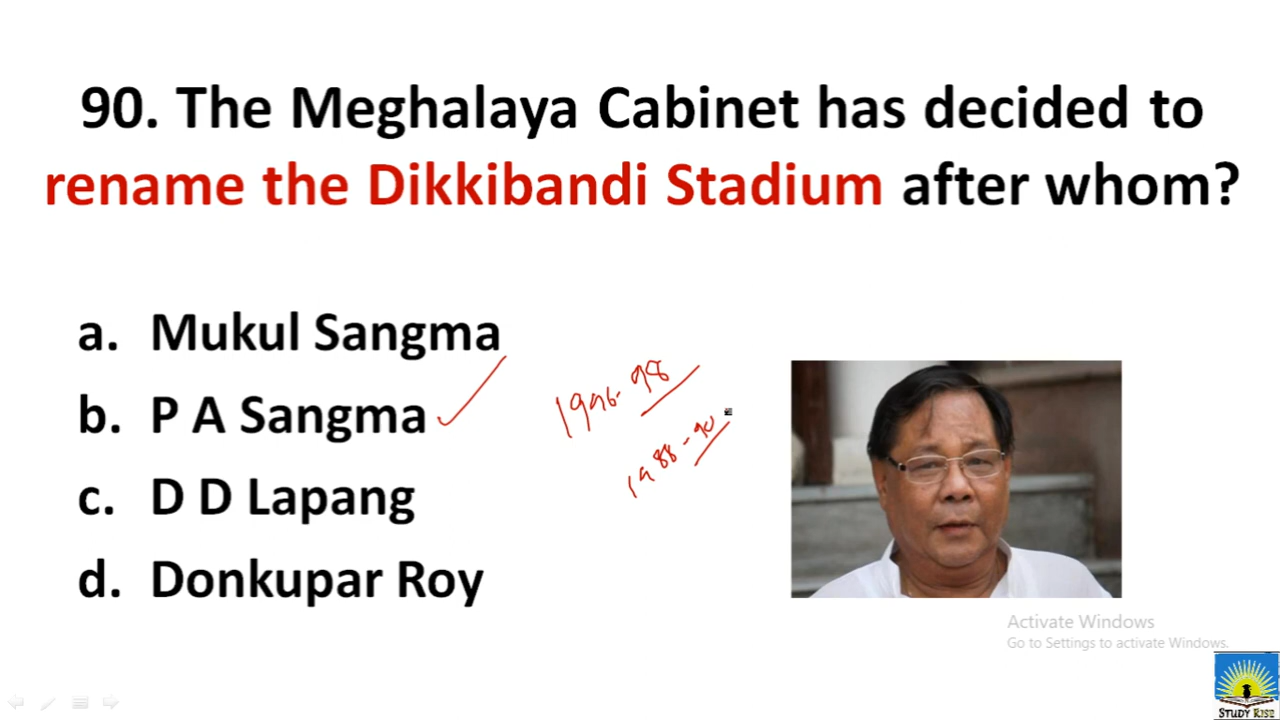 90. The Meghalaya Cabinet has decided to
rename the Dikkibandi Stadium after whom?
a. Mukul Sangma
b. P A Sangma
c. D D Lapang
d. Donkupar Roy
1996-98
1988-90
Activate Windows
Go to Settings to activate Windows.
STUDY RISE